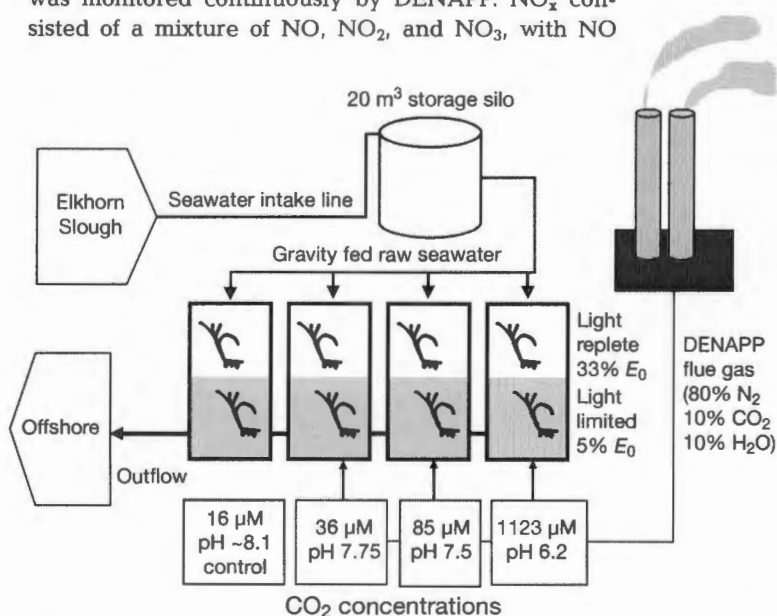 was monitored continuously by DENAPP. NOₓ con-
sisted of a mixture of NO, NO₂, and NO₃, with NO
20 m³ storage silo
Elkhorn
Slough
Seawater intake line
Gravity fed raw seawater
Light
replete
33% E₀
Light
limited
5% E₀
DENAPP
flue gas
(80% N₂
10% CO₂
10% H₂O)
Offshore
Outflow
16 µM
pH ~8.1
control
36 µM
pH 7.75
85 µM
pH 7.5
1123 µM
pH 6.2
CO₂ concentrations